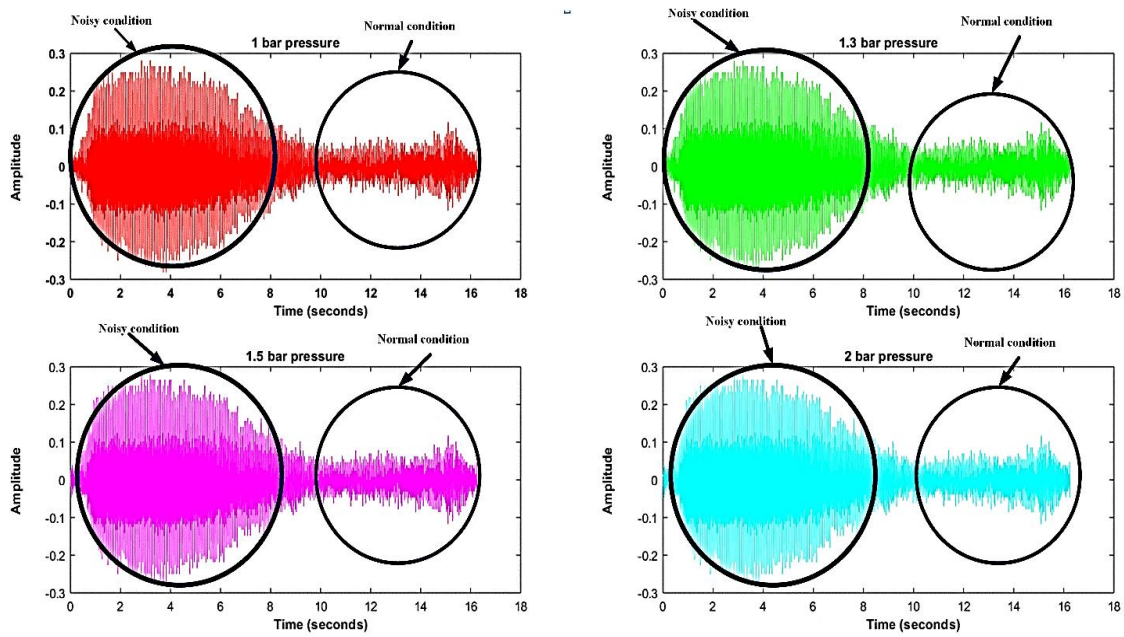 Noisy condition
Normal condition
1 bar pressure
0.3
0.2
0.1
0
-0.1
-0.2
-0.3
Amplitude
0 2 4 6 8 10 12 14 16 18
Time (seconds)
Noisy condition
Normal condition
1.3 bar pressure
0.3
0.2
0.1
0
-0.1
-0.2
-0.3
Amplitude
0 2 4 6 8 10 12 14 16 18
Time (seconds)
Noisy condition
Normal condition
1.5 bar pressure
0.3
0.2
0.1
0
-0.1
-0.2
-0.3
Amplitude
0 2 4 6 8 10 12 14 16 18
Time (seconds)
Noisy condition
Normal condition
2 bar pressure
0.3
0.2
0.1
0
-0.1
-0.2
-0.3
Amplitude
0 2 4 6 8 10 12 14 16 18
Time (seconds)